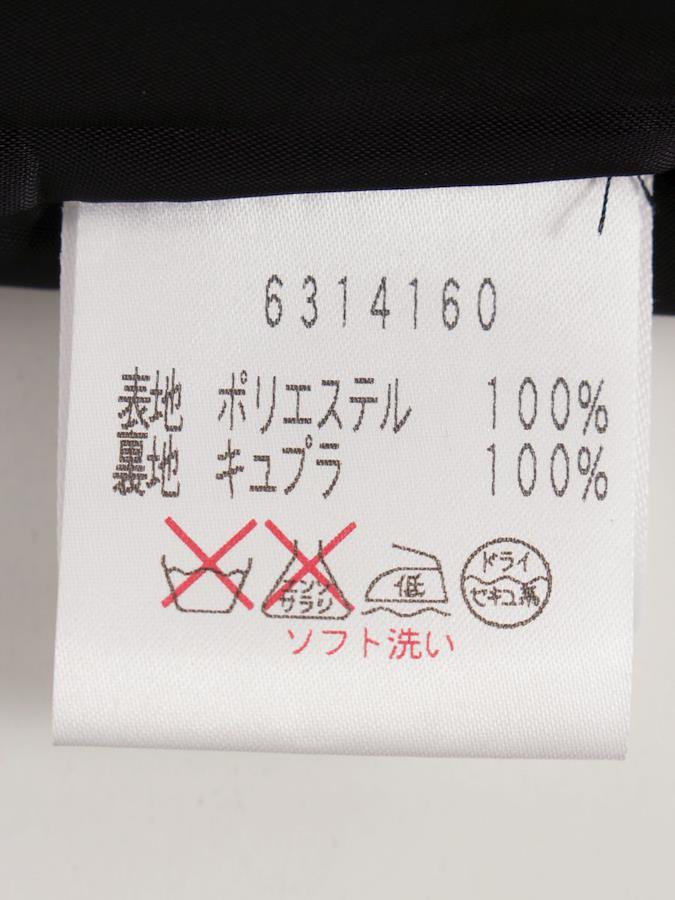 6314160
表地 ポリエステル 100%
裏地 キュプラ 100%
エンソ サラシ
低
ドライ
セキユ系
ソフト洗い